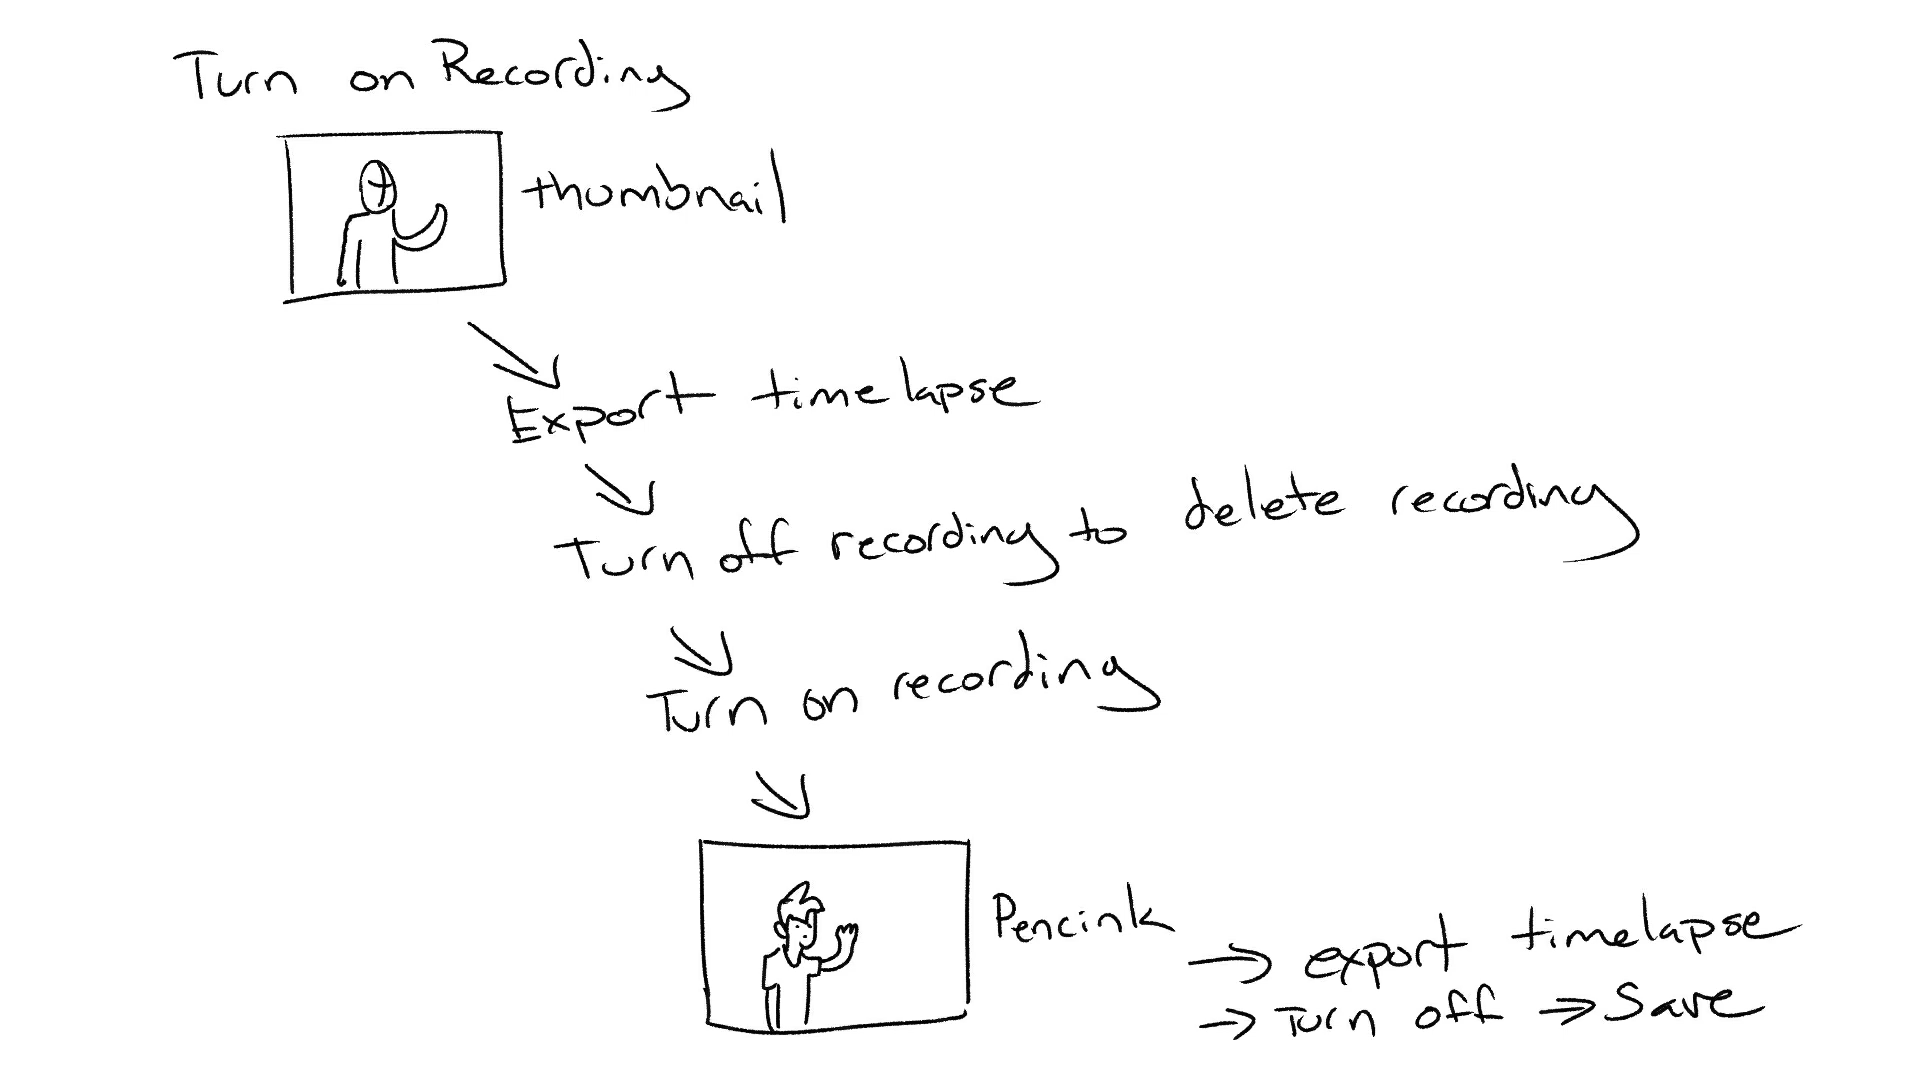 Turn on Recording
thumbnail
Export timelapse
Turn off recording to delete recording
Turn on recording
Pencink
→ export timelapse
→ Turn off → Save